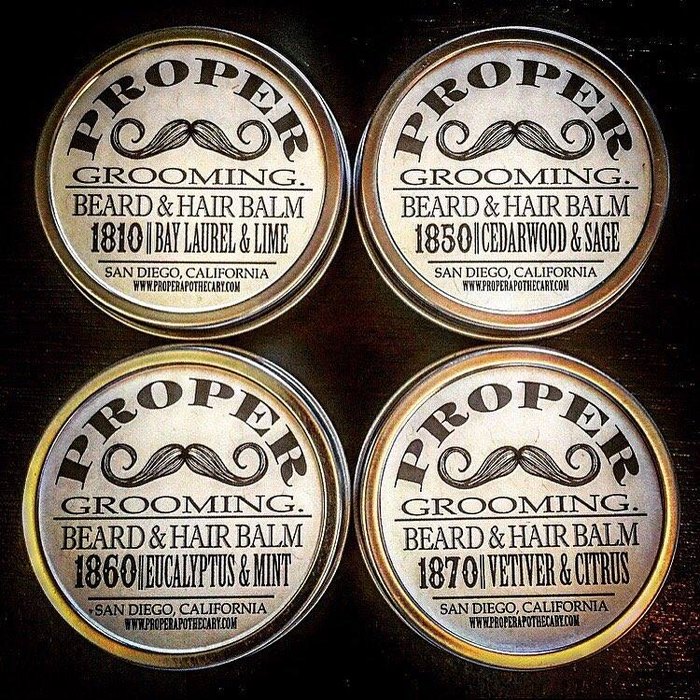 PROPER
GROOMING.
BEARD & HAIR BALM
1810 || BAY LAUREL & LIME
SAN DIEGO, CALIFORNIA
WWW.PROPERAPOTHECARY.COM
PROPER
GROOMING.
BEARD & HAIR BALM
1850 || CEDARWOOD & SAGE
SAN DIEGO, CALIFORNIA
WWW.PROPERAPOTHECARY.COM
PROPER
GROOMING.
BEARD & HAIR BALM
1860 || EUCALYPTUS & MINT
SAN DIEGO, CALIFORNIA
WWW.PROPERAPOTHECARY.COM
PROPER
GROOMING.
BEARD & HAIR BALM
1870 || VETIVER & CITRUS
SAN DIEGO, CALIFORNIA
WWW.PROPERAPOTHECARY.COM